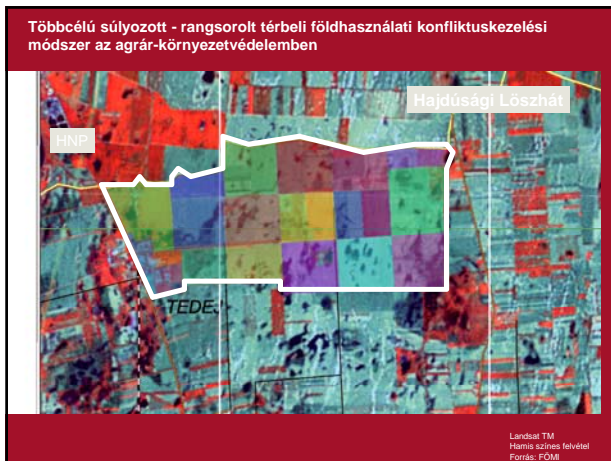 Többcélú súlyozott - rangsorolt térbeli földhasználati konfliktuskezelési
módszer az agrár-környezetvédelemben
Hajdúsági Löszhát
HNP
TEDEJ
Landsat TM
Hamis színes felvétel
Forrás: FÖMI